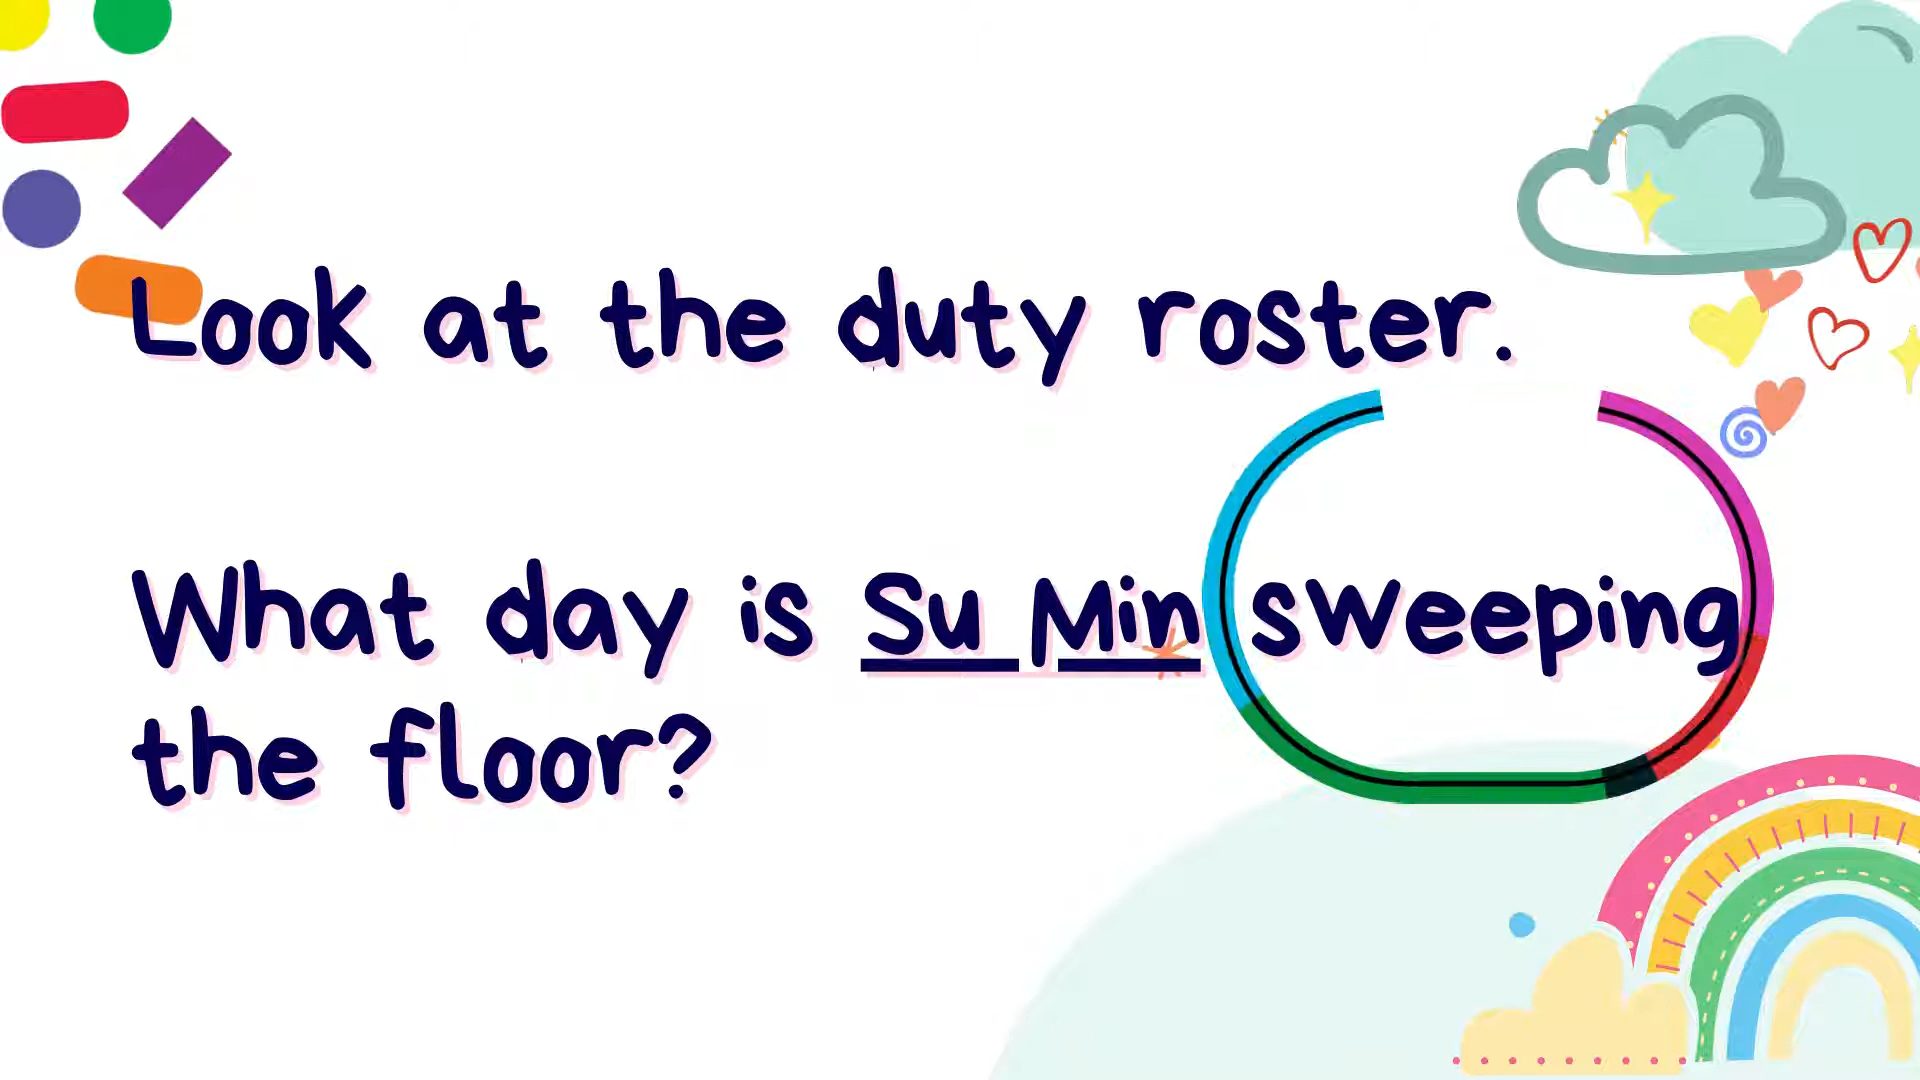 Look at the duty roster.
What day is Su Min sweeping
the floor?